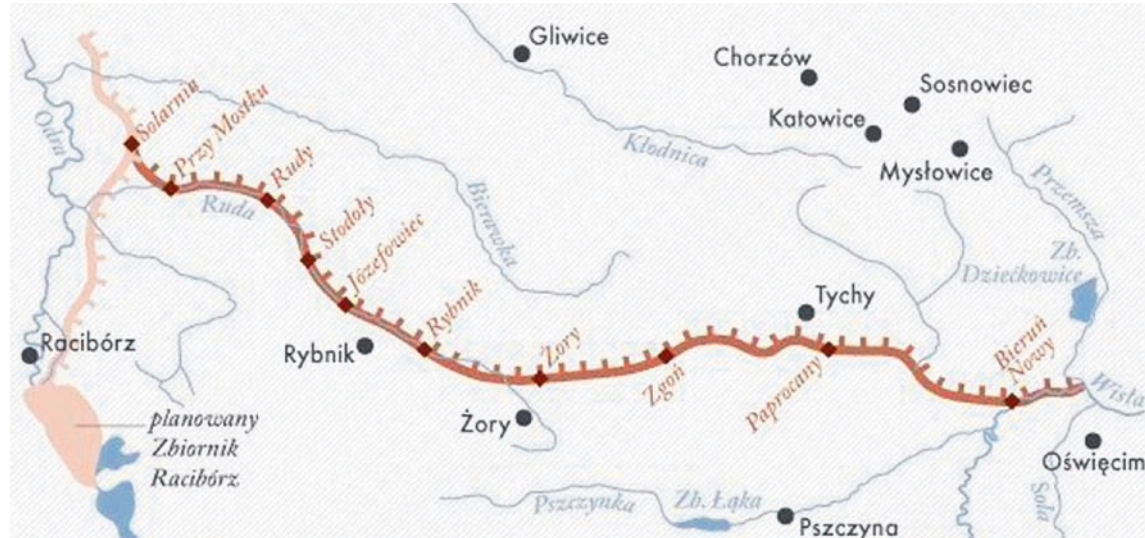 Gliwice
Chorzów
Sosnowiec
Katowice
Mysłowice
Odra
Solarnia
Przy Mostku
Rudy
Ruda
Stodoły
Józefowiec
Bierawka
Kłodnica
Przemsza
Zb.
Dziećkowice
Racibórz
Rybnik
Rybnik
Żory
Żory
Zgoń
Tychy
Paprocany
Bieruń
Nowy
Wisła
Oświęcim
planowany
Zbiornik
Racibórz
Pszczynka
Zb. Łąka
Pszczyna
Soła